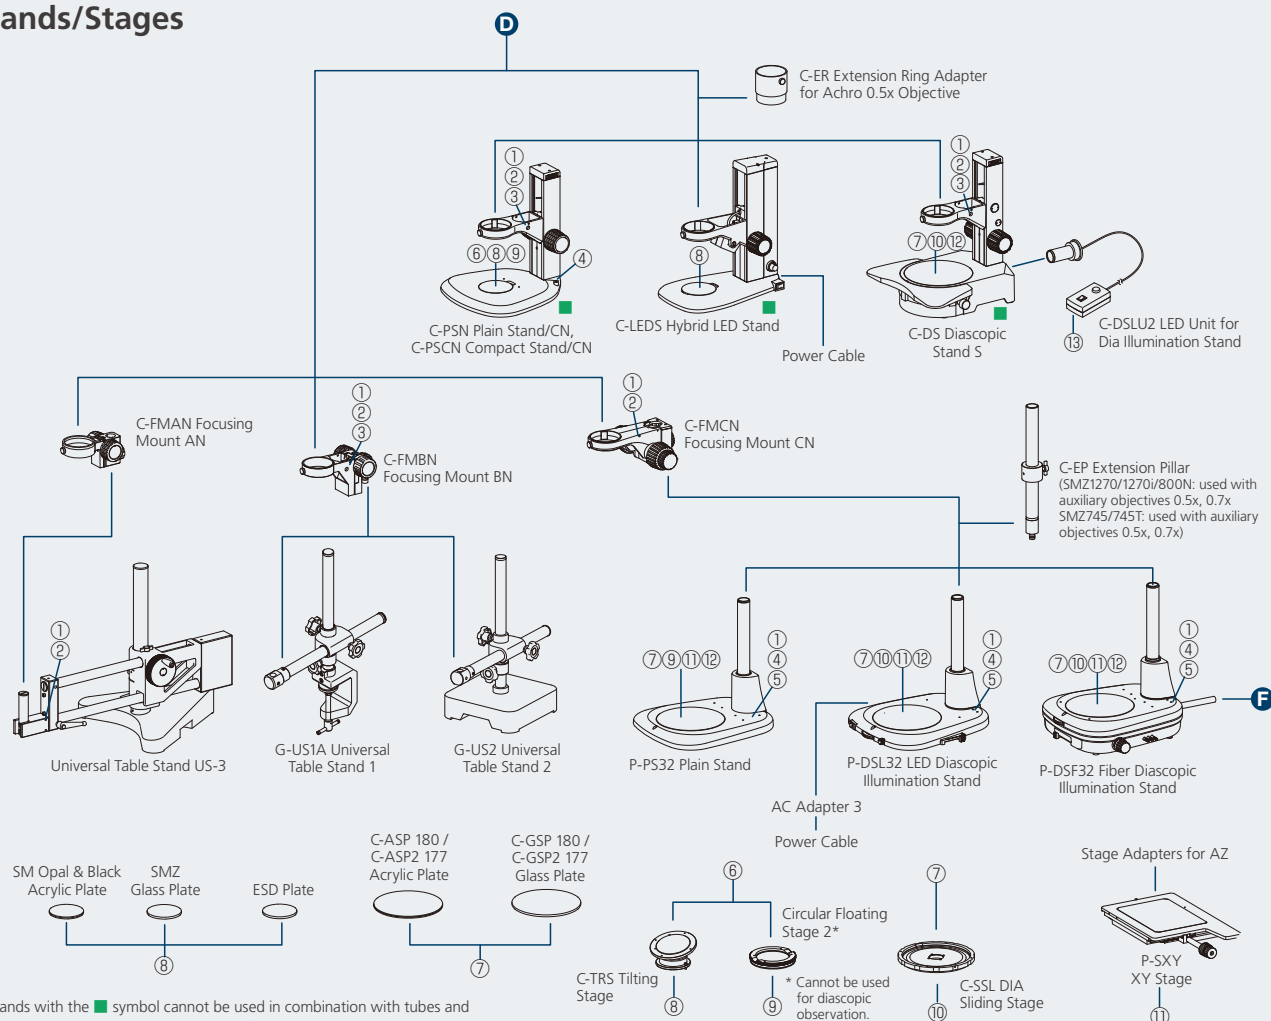 ands/Stages
D
C-ER Extension Ring Adapter
for Achro 0.5x Objective
①
②
③
⑥⑧⑨
④
C-PSN Plain Stand/CN,
C-PSCN Compact Stand/CN
⑧
C-LEDS Hybrid LED Stand
Power Cable
①
②
③
⑦⑩⑫
C-DS Diascopic
Stand S
⑬
C-DSLU2 LED Unit for
Dia Illumination Stand
C-FMAN Focusing
Mount AN
①
②
③
C-FMBN
Focusing Mount BN
①
②
C-FMCN
Focusing Mount CN
C-EP Extension Pillar
(SMZ1270/1270i/800N: used with
auxiliary objectives 0.5x, 0.7x
SMZ745/745T: used with auxiliary
objectives 0.5x, 0.7x)
①
②
Universal Table Stand US-3
G-US1A Universal
Table Stand 1
G-US2 Universal
Table Stand 2
⑦⑨⑪⑫
①
④
⑤
P-PS32 Plain Stand
⑦⑩⑪⑫
①
④
⑤
P-DSL32 LED Diascopic
Illumination Stand
AC Adapter 3
Power Cable
⑦⑩⑪⑫
①
④
⑤
F
P-DSF32 Fiber Diascopic
Illumination Stand
SM Opal & Black
Acrylic Plate
SMZ
Glass Plate
ESD Plate
⑧
C-ASP 180 /
C-ASP2 177
Acrylic Plate
C-GSP 180 /
C-GSP2 177
Glass Plate
⑦
⑥
C-TRS Tilting
Stage
⑧
Circular Floating
Stage 2*
* Cannot be used
for diascopic
observation.
⑨
⑦
C-SSL DIA
Sliding Stage
⑩
Stage Adapters for AZ
P-SXY
XY Stage
⑪
ands with the ■ symbol cannot be used in combination with tubes and